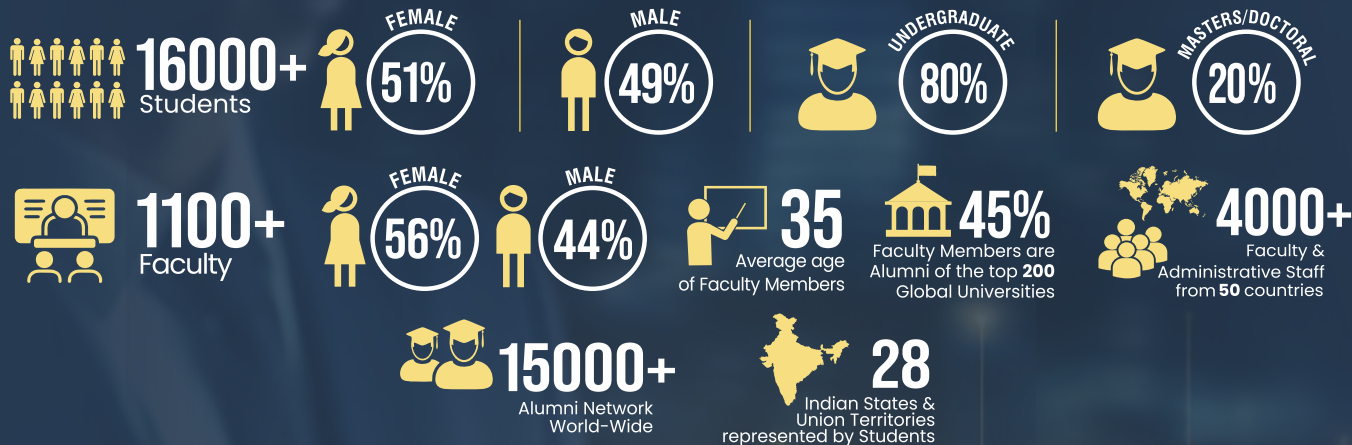 16000+
Students
FEMALE
51%
MALE
49%
UNDERGRADUATE
80%
MASTERS/DOCTORAL
20%
1100+
Faculty
FEMALE
56%
MALE
44%
35
Average age
of Faculty Members
45%
Faculty Members are
Alumni of the top 200
Global Universities
4000+
Faculty &
Administrative Staff
from 50 countries
15000+
Alumni Network
World-Wide
28
Indian States &
Union Territories
represented by Students